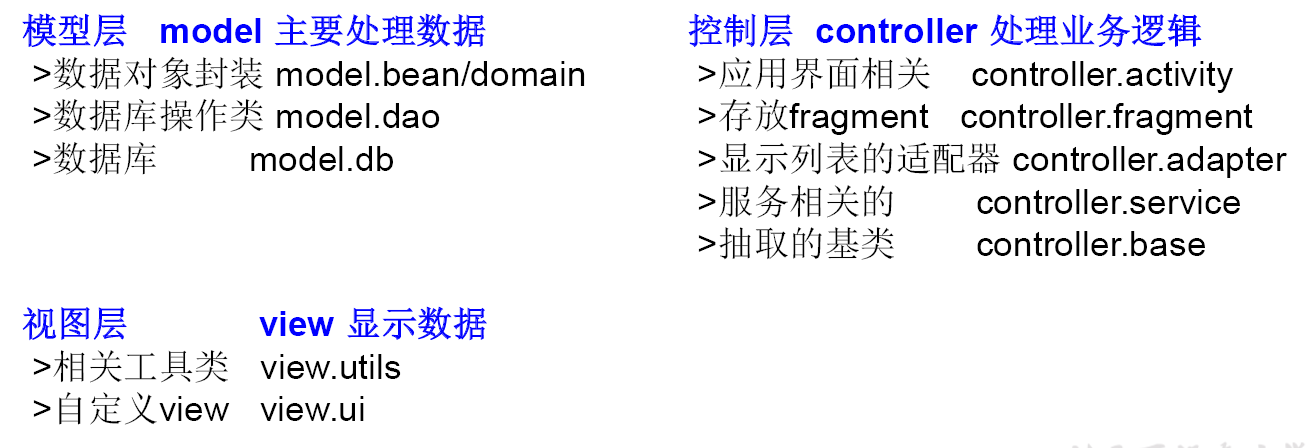 模型层 model 主要处理数据
>数据对象封装 model.bean/domain
>数据库操作类 model.dao
>数据库 model.db
控制层 controller 处理业务逻辑
>应用界面相关 controller.activity
>存放fragment controller.fragment
>显示列表的适配器 controller.adapter
>服务相关的 controller.service
>抽取的基类 controller.base
视图层 view 显示数据
>相关工具类 view.utils
>自定义view view.ui